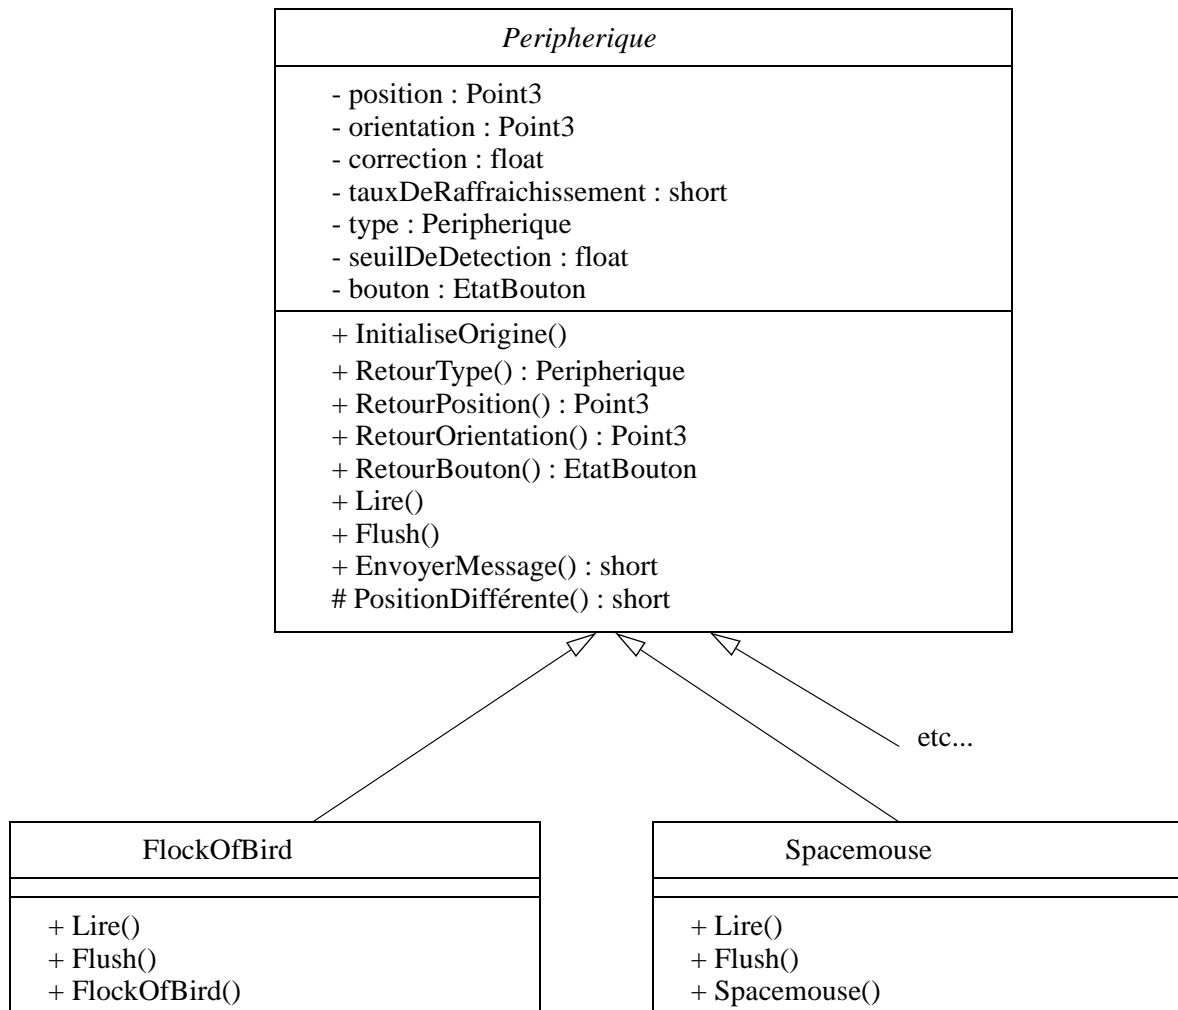 Peripherique
- position : Point3
- orientation : Point3
- correction : float
- tauxDeRaffraichissement : short
- type : Peripherique
- seuilDeDetection : float
- bouton : EtatBouton
+ InitialiseOrigine()
+ RetourType() : Peripherique
+ RetourPosition() : Point3
+ RetourOrientation() : Point3
+ RetourBouton() : EtatBouton
+ Lire()
+ Flush()
+ EnvoyerMessage() : short
# PositionDifférente() : short
etc...
FlockOfBird
+ Lire()
+ Flush()
+ FlockOfBird()
Spacemouse
+ Lire()
+ Flush()
+ Spacemouse()